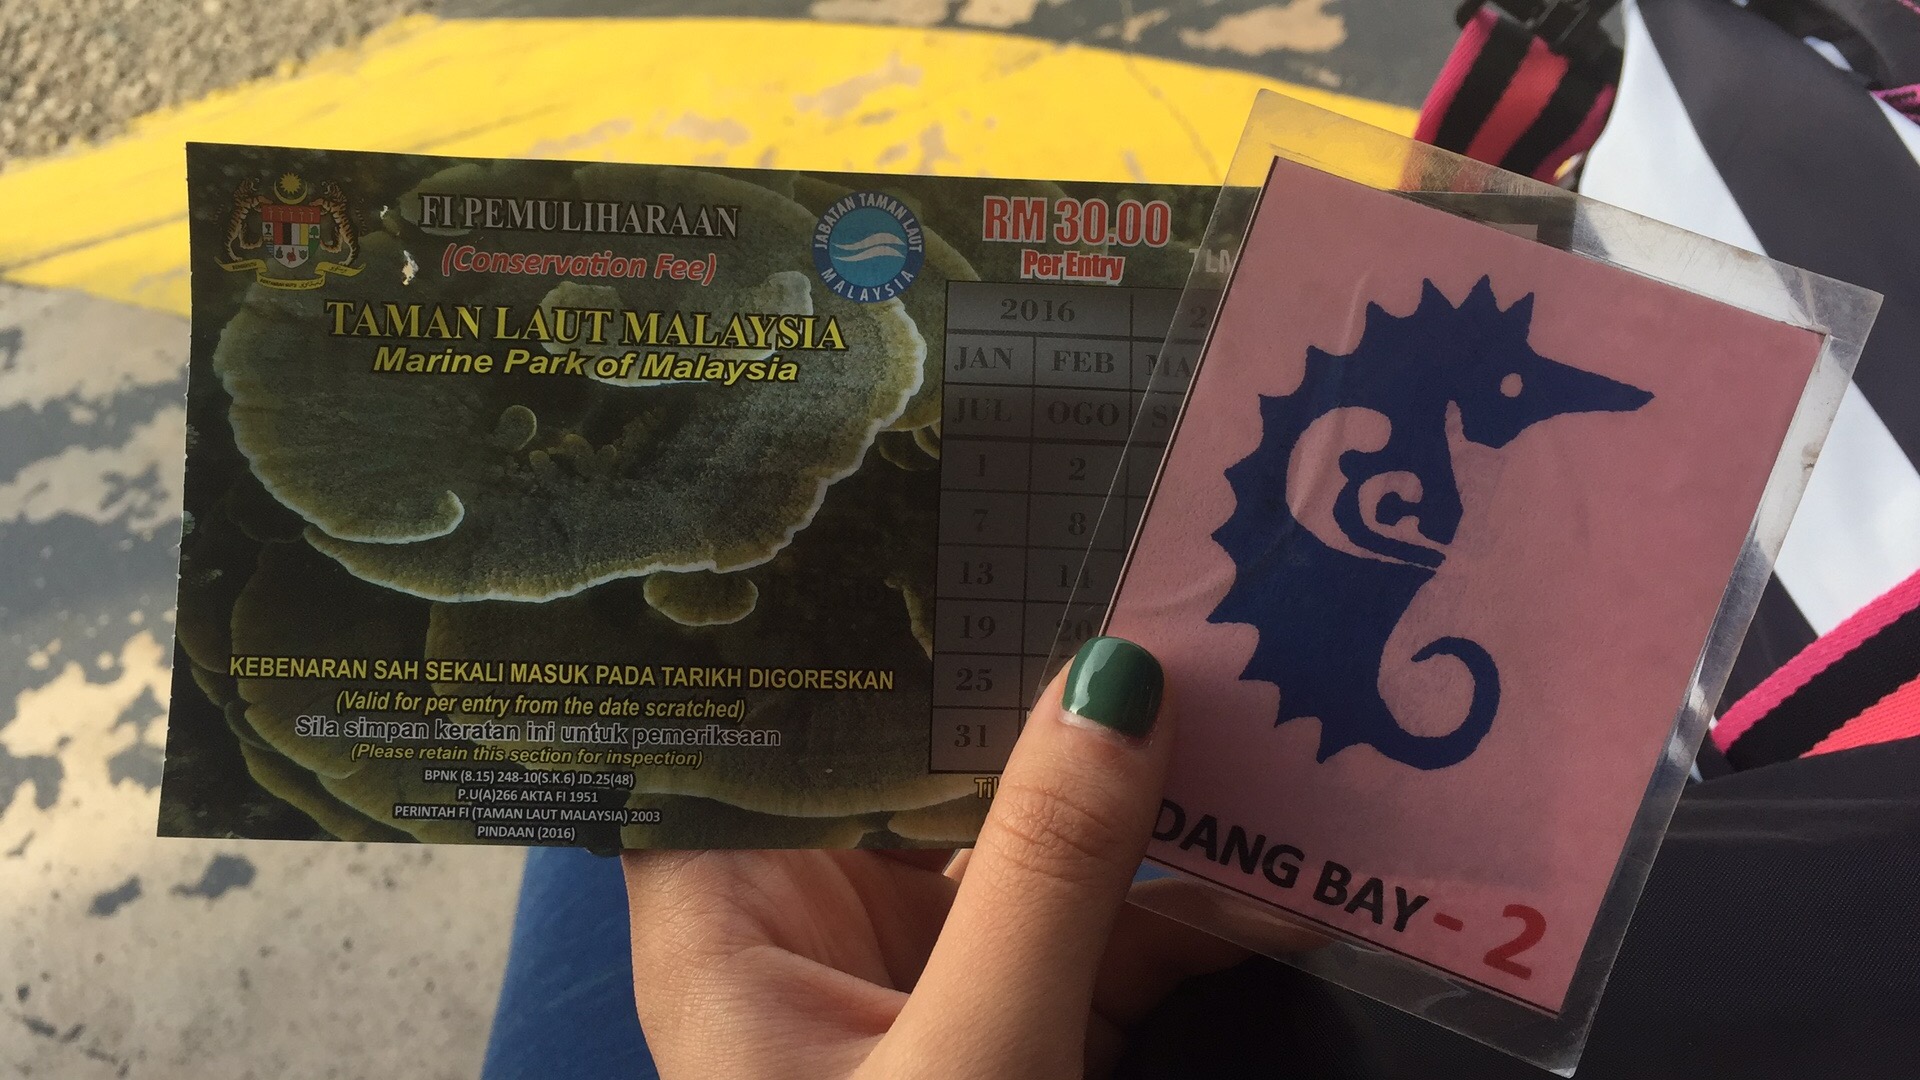 FI PEMULIHARAAN
(Conservation Fee)
TAMAN LAUT MALAYSIA
Marine Park of Malaysia
JABATAN TAMAN LAUT
MALAYSIA
RM 30.00
Per Entry
2016
JAN FEB
JUL OGO
1 2
7 8
13 14
19 20
25
31
KEBENARAN SAH SEKALI MASUK PADA TARIKH DIGORESKAN
(Valid for per entry from the date scratched)
Sila simpan keratan ini untuk pemeriksaan
(Please retain this section for inspection)
BPNK (8.15) 248-10(S.K.6) JD.25(48)
P.U(A)266 AKTA FI 1951
PERINTAH FI (TAMAN LAUT MALAYSIA) 2003
PINDAAN (2016)
DANG BAY - 2